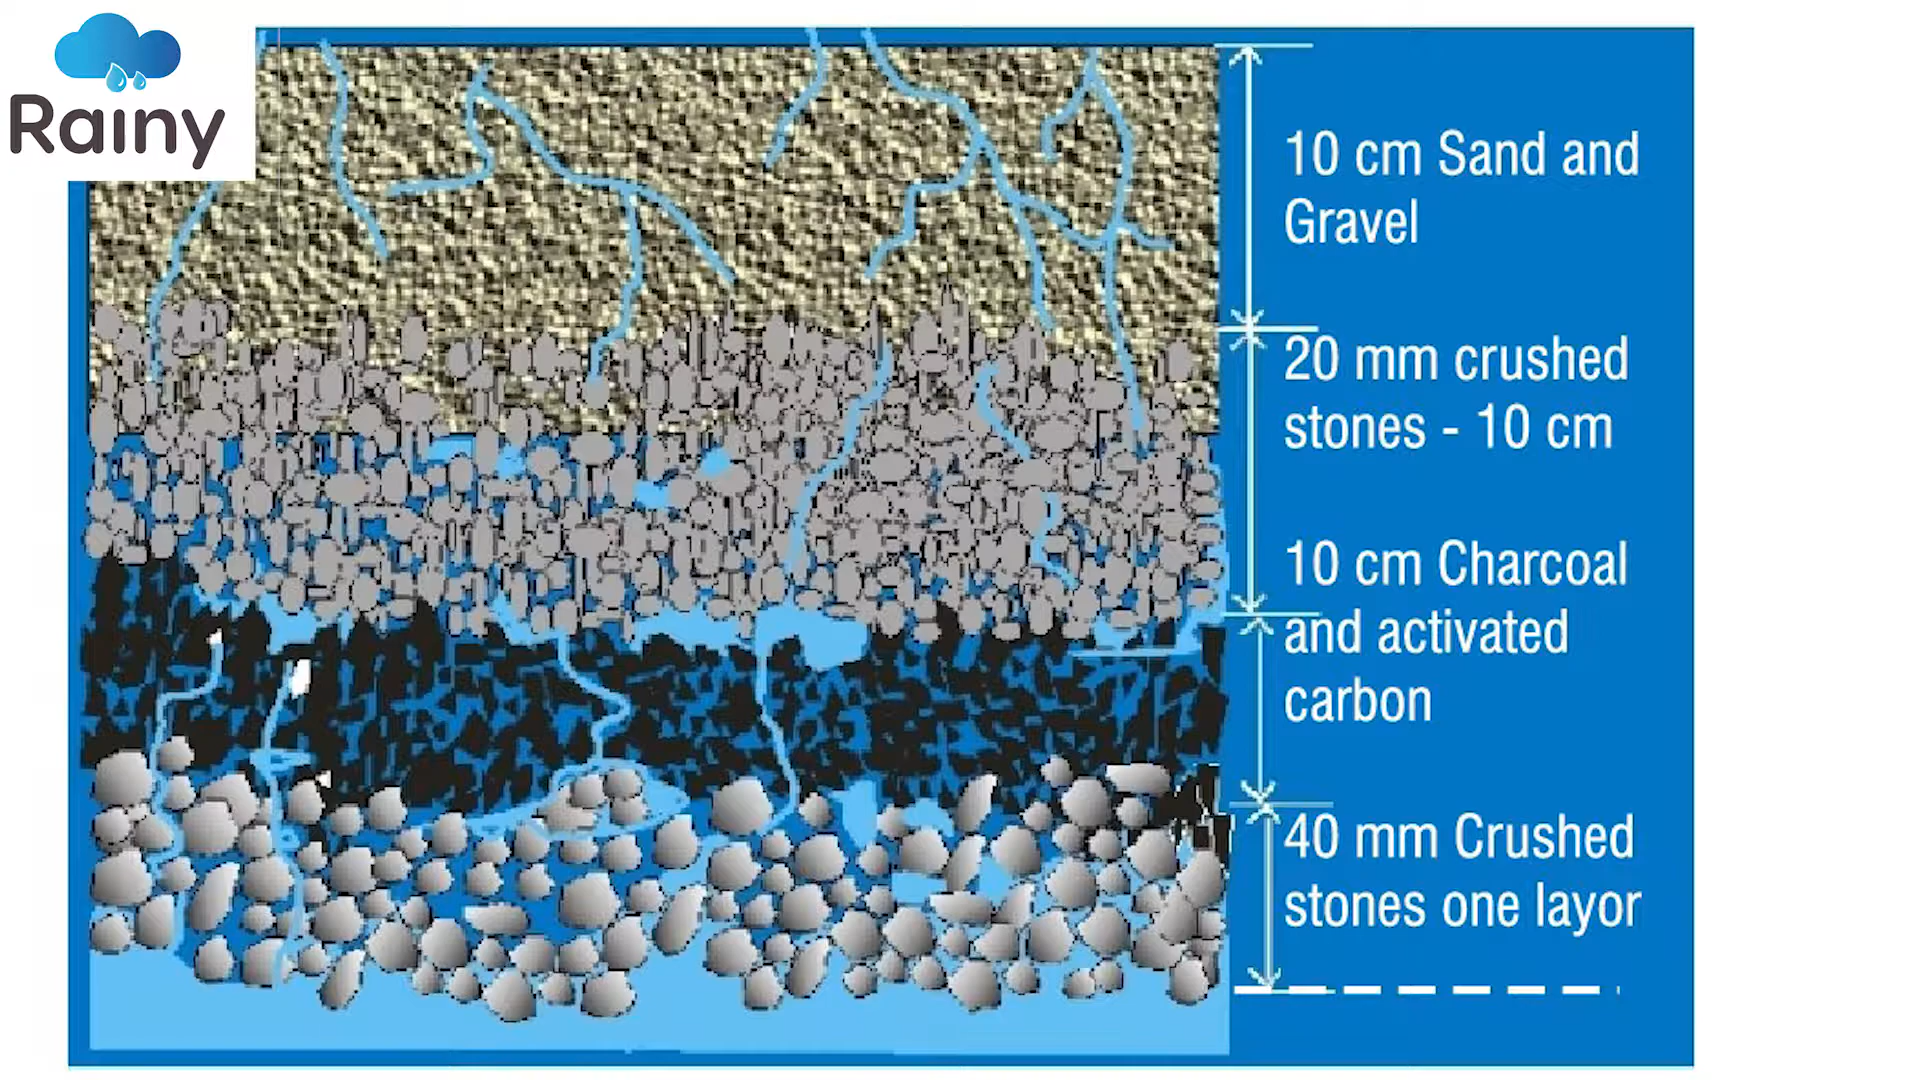 Rainy
10 cm Sand and
Gravel
20 mm crushed
stones - 10 cm
10 cm Charcoal
and activated
carbon
40 mm Crushed
stones one layor